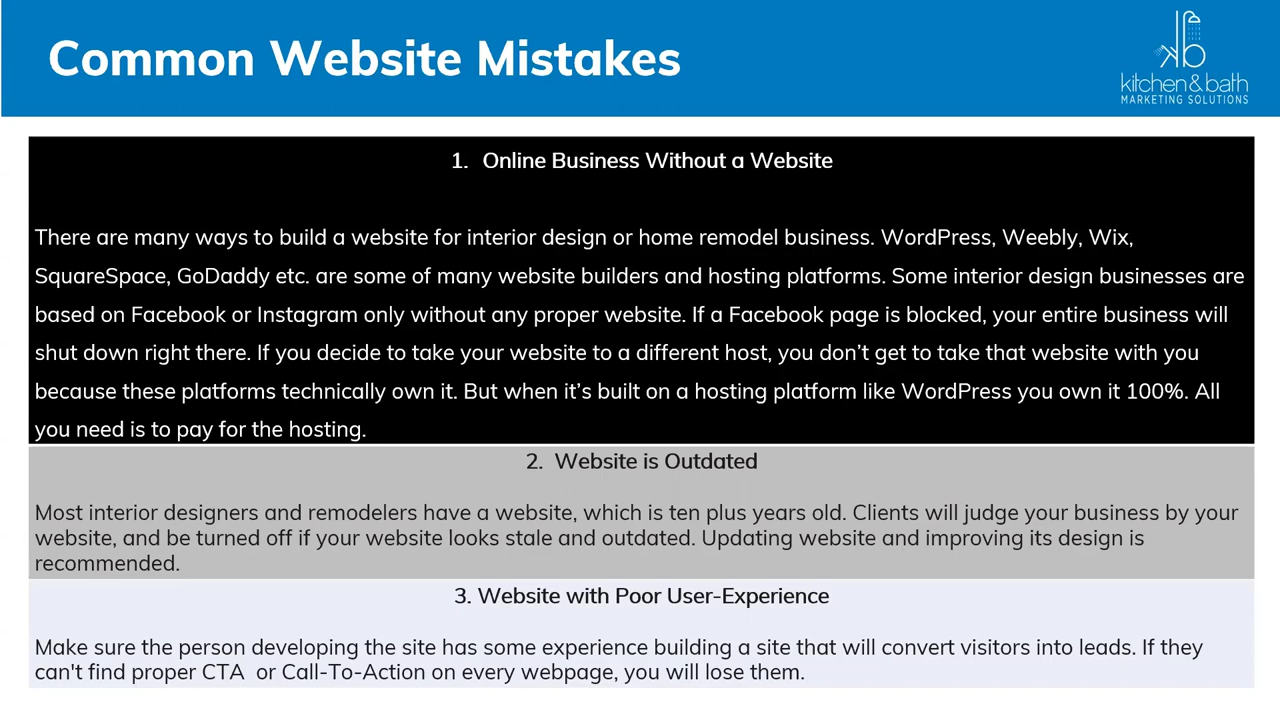 Common Website Mistakes
kb
kitchen&bath
MARKETING SOLUTIONS
1. Online Business Without a Website
There are many ways to build a website for interior design or home remodel business. WordPress, Weebly, Wix,
SquareSpace, GoDaddy etc. are some of many website builders and hosting platforms. Some interior design businesses are
based on Facebook or Instagram only without any proper website. If a Facebook page is blocked, your entire business will
shut down right there. If you decide to take your website to a different host, you don’t get to take that website with you
because these platforms technically own it. But when it’s built on a hosting platform like WordPress you own it 100%. All
you need is to pay for the hosting.
2. Website is Outdated
Most interior designers and remodelers have a website, which is ten plus years old. Clients will judge your business by your
website, and be turned off if your website looks stale and outdated. Updating website and improving its design is
recommended.
3. Website with Poor User-Experience
Make sure the person developing the site has some experience building a site that will convert visitors into leads. If they
can't find proper CTA  or Call-To-Action on every webpage, you will lose them.